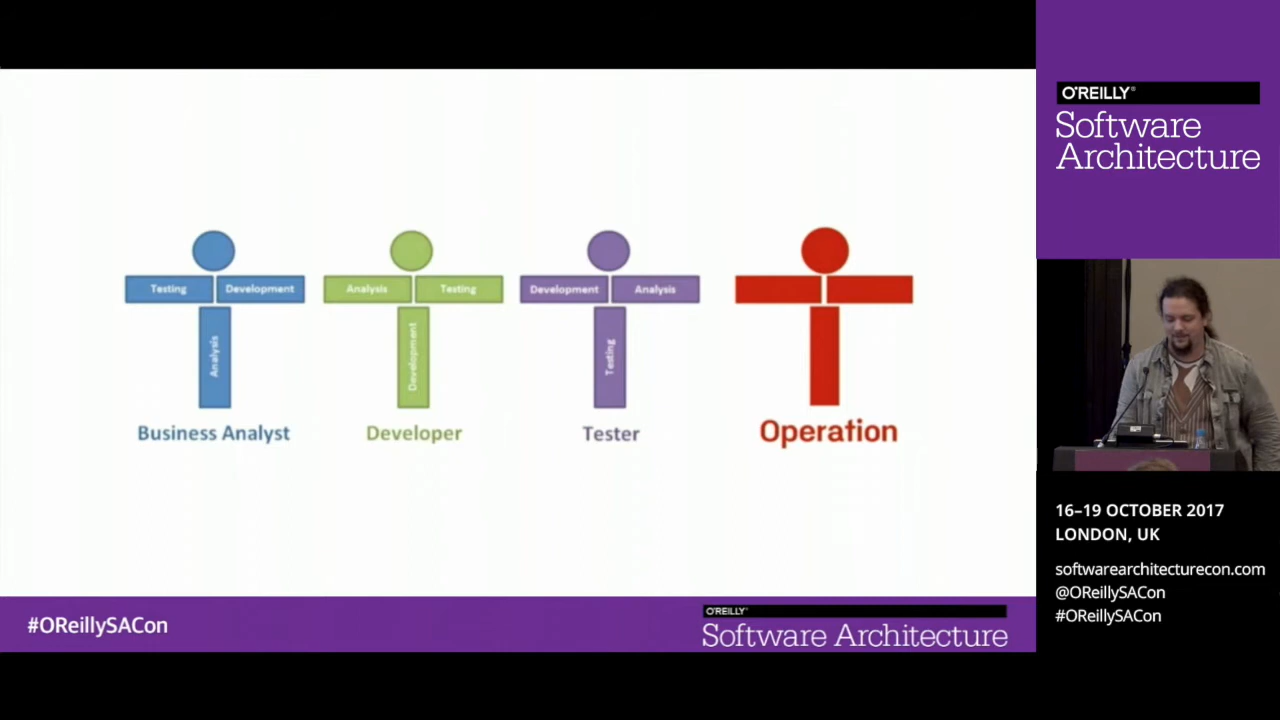 Testing Development
Analysis
Business Analyst
Analysis Testing
Development
Developer
Development Analysis
Testing
Tester
Operation
#OReillySACon
O'REILLY®
Software Architecture
O'REILLY®
Software
Architecture
16–19 OCTOBER 2017
LONDON, UK
softwarearchitecturecon.com
@OReillySACon
#OReillySACon